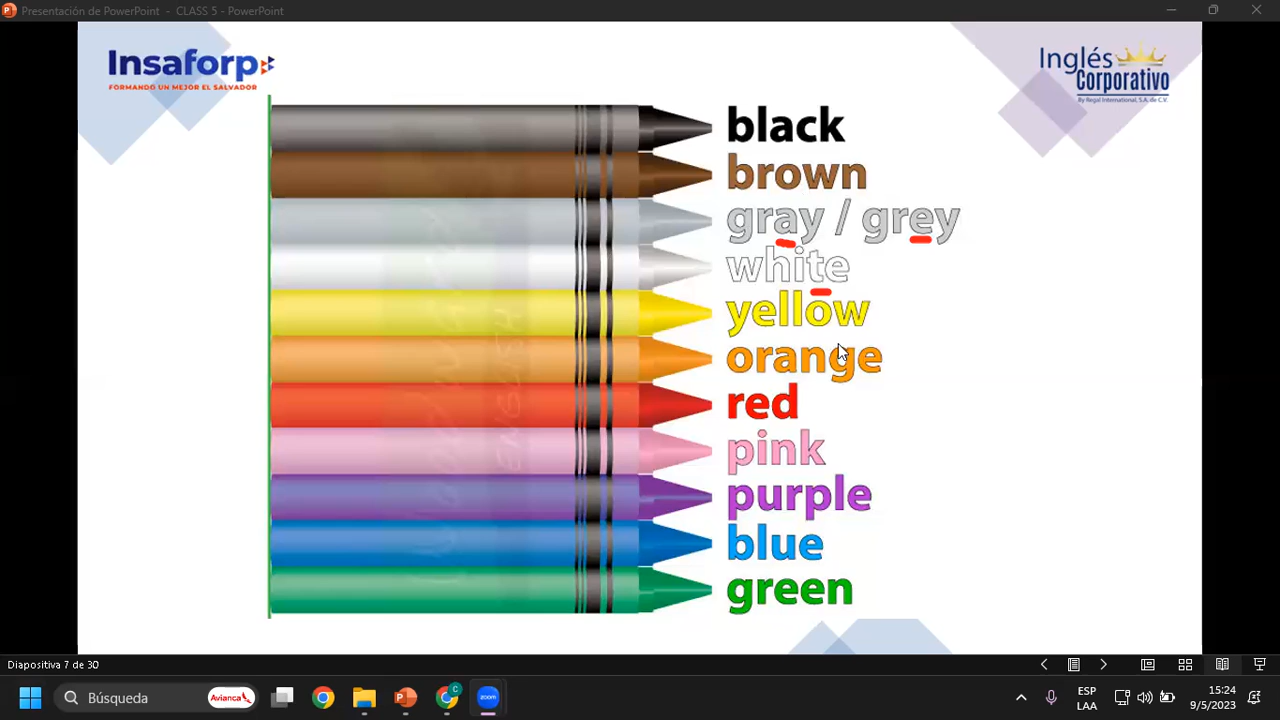 Presentación de PowerPoint - CLASS 5 - PowerPoint
Insaforp
FORMANDO UN MEJOR EL SALVADOR
Inglés
Corporativo
By Regal International, S.A. de C.V.
black
brown
gray / grey
white
yellow
orange
red
pink
purple
blue
green
Diapositiva 7 de 30
Búsqueda
Avianca
C
zoom
ESP
LAA
15:24
9/5/2023